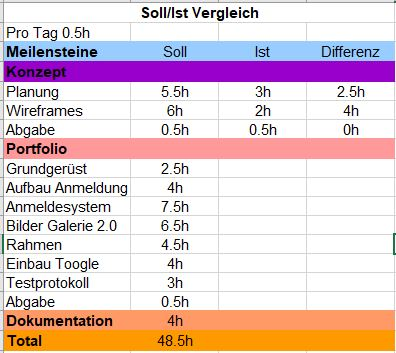 Soll/Ist Vergleich
Pro Tag 0.5h
Meilensteine Soll Ist Differenz
Konzept
Planung 5.5h 3h 2.5h
Wireframes 6h 2h 4h
Abgabe 0.5h 0.5h 0h
Portfolio
Grundgerüst 2.5h
Aufbau Anmeldung 4h
Anmeldesystem 7.5h
Bilder Galerie 2.0 6.5h
Rahmen 4.5h
Einbau Toogle 4h
Testprotokoll 3h
Abgabe 0.5h
Dokumentation 4h
Total 48.5h